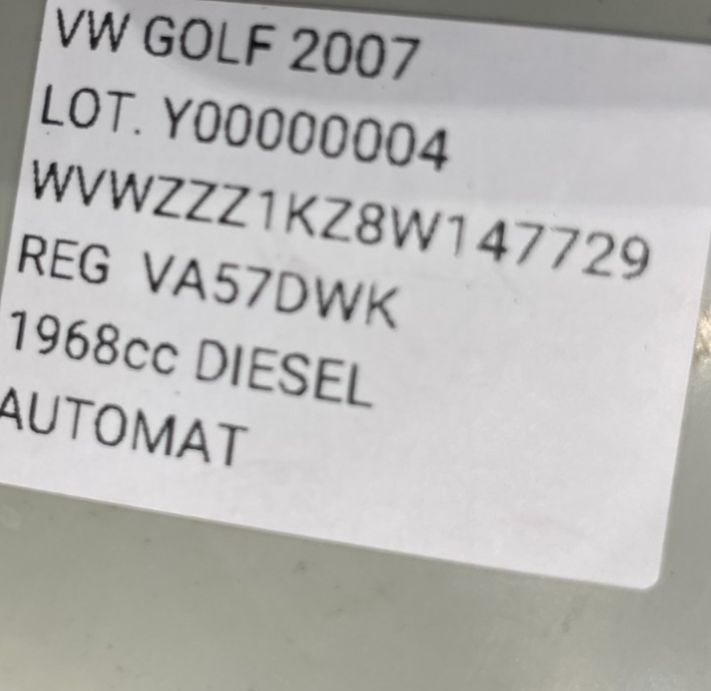 VW GOLF 2007
LOT. Y00000004
WVWZZZ1KZ8W147729
REG VA57DWK
1968cc DIESEL
AUTOMAT